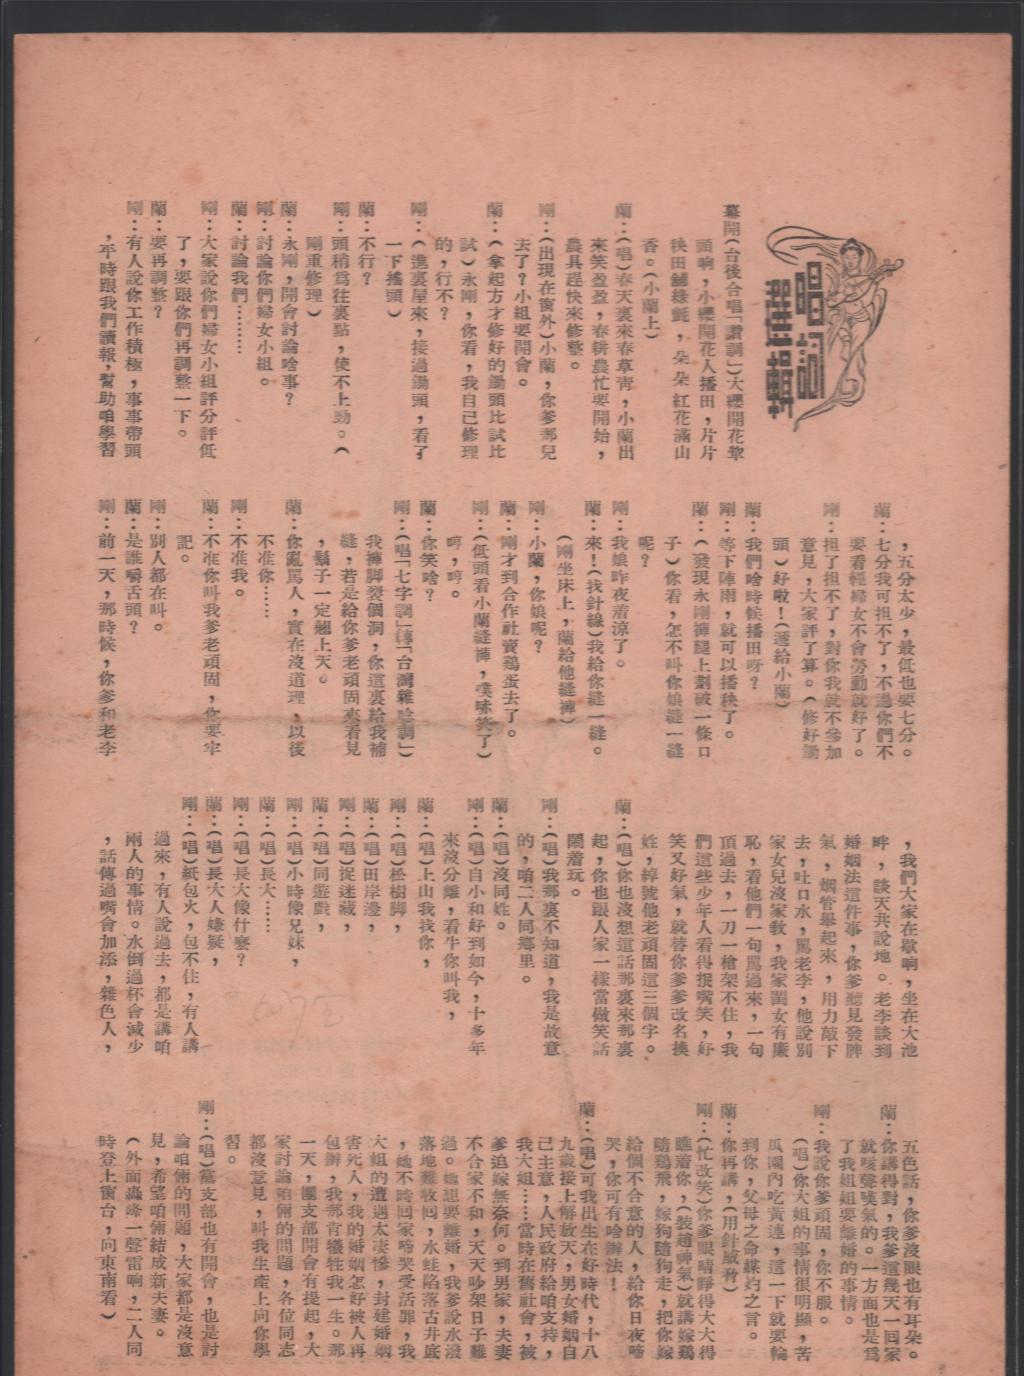 唱詞
選輯
幕開(台後合唱「讚調」)大纓開花犂
頭响,小纓開花人播田,片片
秧田舖綠氈,朵朵紅花滿山
香。(小蘭上)
蘭:(唱)春天裏來春草靑,小蘭出
來笑盈盈,春耕農忙要開始,
農具趕快來修整。
剛:(出現在窗外)小蘭,你爹那兒
去了?小組要開會。
蘭:(拿起方才修好的鋤頭比試比
試)永剛,你看,我自己修理
的,行不?
剛:(進裏屋來,接過鋤頭,看了
一下搖頭)
蘭:不行?
剛:頭稍爲往裏點,使不上勁。(
剛重修理)
蘭:永剛,開會討論啥事?
剛:討論你們婦女小組。
蘭:討論我們………
剛:大家說你們婦女小組評分評低
了,要跟你們再調整一下。
蘭:要再調整?
剛:有人說你工作積極,事事帶頭
,平時跟我們讀報,幫助咱學習
,五分太少,最低也要七分。
蘭:七分我可担不了,不過你們不
要看輕婦女不會勞動就好了。
剛:担了担不了,對你我就不參加
意見,大家評了算。(修好鋤
頭)好啦!(遞給小蘭)
蘭:我們啥時候播田呀?
剛:等下陣雨,就可以播秧了。
蘭:(發現永剛褲腿上劃破一條口
子)你看,怎不叫你娘縫一縫
呢?
剛:我娘昨夜着涼了。
蘭:來!(找針線)我給你縫一縫。
(剛坐床上,蘭給他縫褲)
剛:小蘭,你娘呢?
蘭:剛才到合作社賣鷄蛋去了。
剛:(低頭看小蘭縫褲,噗哧笑了)
哼,哼。
蘭:你笑啥?
剛:(唱「七字調」轉「台灣雜唸調」)
我褲脚裂個洞,你這裏給我補
縫,若是給你爹老頑固來看見
,鬍子一定翹上天。
蘭:你亂罵人,實在沒道理,以後
不准你……
剛:不准我。
蘭:不准你叫我爹老頑固,你要牢
記。
剛:別人都在叫。
蘭:是誰嚼舌頭?
剛:前一天,那時候,你爹和老李
,我們大家在歇晌,坐在大池
畔,談天共說地。老李談到
婚姻法這件事,你爹聽見發脾
氣,烟管舉起來,用力敲下
去,吐口水,罵老李,他說別
家女兒沒家教,我家閨女有廉
恥,看他們一句罵過來,一句
頂過去,一刀一槍架不住,我
們這些少年人看得很嘴笑,好
笑又好氣,就替你爹爹改名換
姓,綽號他老頑固這三個字。
蘭:(唱)你也沒想這話那裏來那裏
起,你也跟人家一樣當做笑話
鬧着玩。
剛:(唱)我那裏不知道,我是故意
的,咱二人同鄉里。
蘭:(唱)沒同姓。
剛:(唱)自小和好到如今,十多年
來沒分離,看牛你叫我,
蘭:(唱)上山我找你,
剛:(唱)松樹脚,
蘭:(唱)田岸邊,
剛:(唱)捉迷藏,
蘭:(唱)同遊戲,
剛:(唱)小時像兄妹,
蘭:(唱)長大……
剛:(唱)長大像什麽?
蘭:(唱)長大人嫌疑,
剛:(唱)紙包火,包不住,有人講
過來,有人說過去,都是講咱
兩人的事情。水倒過杯會減少
,話傳過嘴會加添,雜色人,
五色話,你爹沒眼也有耳朶。
蘭:你講得對,我爹這幾天一回家
就唉聲嘆氣的。一方面也是爲
了我姐姐要離婚的事情。
剛:我說你爹頑固,你不服。
(唱)你大姐的事情很明顯,苦
瓜園內吃黃連,這一下就要輪
到你,父母之命媒妁之言。
蘭:你再講,(用針威脅)
剛:(忙改笑)你爹眼睛睜得大大得
瞧着你,(裝趙神氣)就講嫁鷄
隨鷄飛,嫁狗隨狗走,把你嫁
給個不合意的人,給你日夜啼
哭,你可有啥辦法!
蘭:(唱)可我出生在好時代,十八
九歲接上解放天,男女婚姻自
己主意,人民政府給咱支持,
我大姐……當時在舊社會,被
爹迫嫁無奈何。到男家,夫妻
不合家不和,天天吵架日子難
過。她想要離婚,我爹說水潑
落地難收回,水蛙陷落古井底
,她不時回家啼哭受活罪,我
大姐的遭遇太凄慘,封建婚姻
害死人,我的婚姻怎好被人再
包辦,我那肯犧牲我一生。那
一天,團支部開會有提起,大
家討論咱倆的問題,各位同志
都沒意見,叫我生產上向你學
習。
剛:(唱)黨支部也有開會,也是討
論咱倆的問題,大家都是沒意
見,希望咱倆結成新夫妻。
(外面轟隆一聲雷响,二人同
時登上銜台,向東南看)